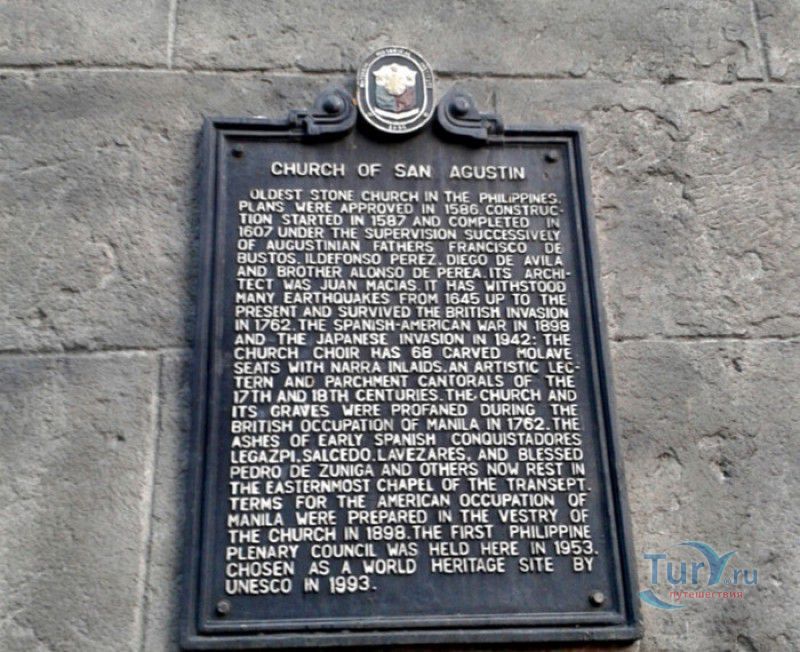 CHURCH OF SAN AGUSTIN
OLDEST STONE CHURCH IN THE PHILIPPINES.
PLANS WERE APPROVED IN 1586. CONSTRUC-
TION STARTED IN 1587 AND COMPLETED IN
1607 UNDER THE SUPERVISION SUCCESSIVELY
OF AUGUSTINIAN FATHERS FRANCISCO DE
BUSTOS, ILDEFONSO PEREZ, DIEGO DE AVILA
AND BROTHER ALONSO DE PEREA. ITS ARCHI-
TECT WAS JUAN MACIAS. IT HAS WITHSTOOD
MANY EARTHQUAKES FROM 1645 UP TO THE
PRESENT AND SURVIVED THE BRITISH INVASION
IN 1762. THE SPANISH-AMERICAN WAR IN 1898
AND THE JAPANESE INVASION IN 1942: THE
CHURCH CHOIR HAS 68 CARVED MOLAVE
SEATS WITH NARRA INLAIDS. AN ARTISTIC LEC-
TERN AND PARCHMENT CANTORALS OF THE
17TH AND 18TH CENTURIES. THE CHURCH AND
ITS GRAVES WERE PROFANED DURING THE
BRITISH OCCUPATION OF MANILA IN 1762. THE
ASHES OF EARLY SPANISH CONQUISTADORES
LEGAZPI, SALCEDO, LAVEZARES, AND BLESSED
PEDRO DE ZUNIGA AND OTHERS NOW REST IN
THE EASTERNMOST CHAPEL OF THE TRANSEPT.
TERMS FOR THE AMERICAN OCCUPATION OF
MANILA WERE PREPARED IN THE VESTRY OF
THE CHURCH IN 1898. THE FIRST PHILIPPINE
PLENARY COUNCIL WAS HELD HERE IN 1953.
CHOSEN AS A WORLD HERITAGE SITE BY
UNESCO IN 1993.
Tury.ru
путешествия